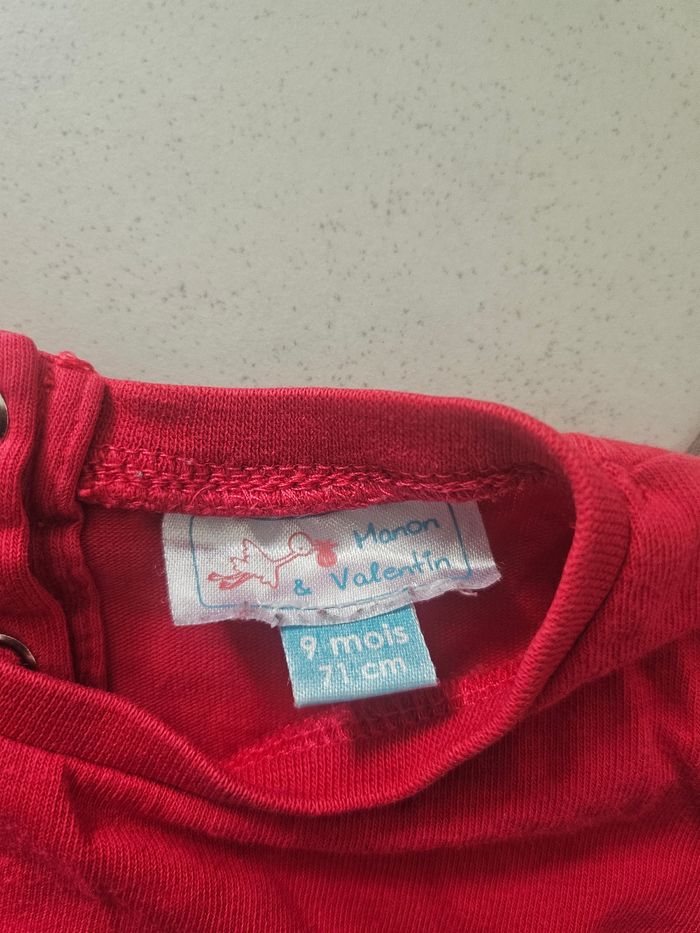 Manon
& Valentin
9 mois
71 cm